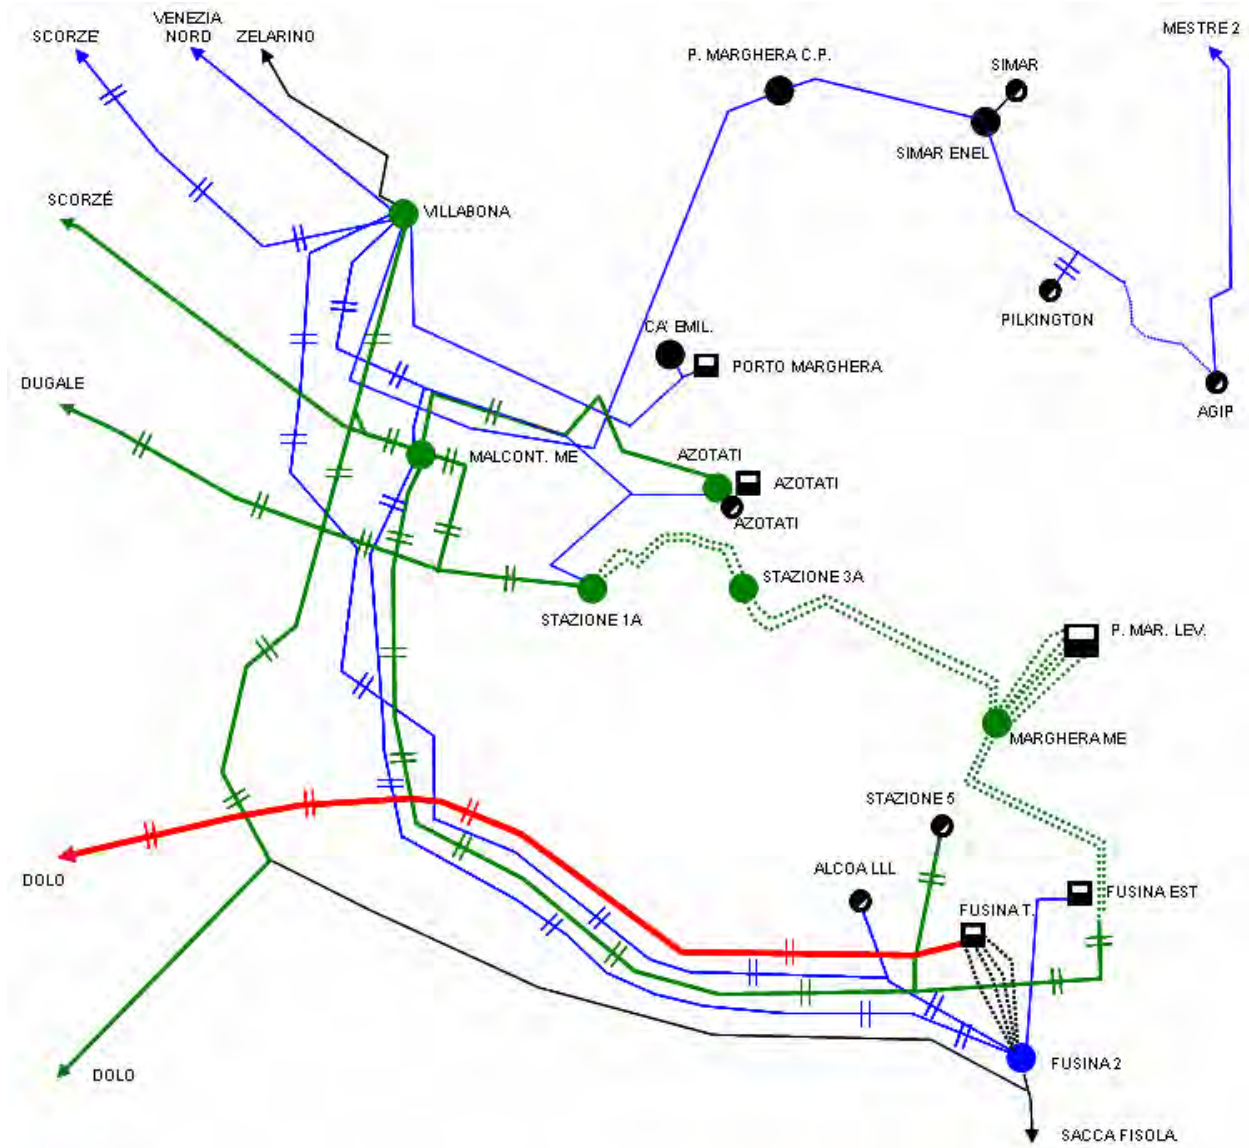 VENEZIA
NORD
SCORZE'
ZELARINO
MESTRE 2
P. MARGHERA C.P.
SIMAR
SIMAR ENEL
SCORZÉ
VILLABONA
PILKINGTON
CA' EMIL.
PORTO MARGHERA
DUGALE
AGIP
MALCONT. ME
AZOTATI
AZOTATI
AZOTATI
STAZIONE 3A
STAZIONE 1A
P. MAR. LEV.
MARGHERA ME
STAZIONE 5
ALCOA LLL
DOLO
FUSINA EST
FUSINA T.
FUSINA 2
DOLO
SACCA FISOLA